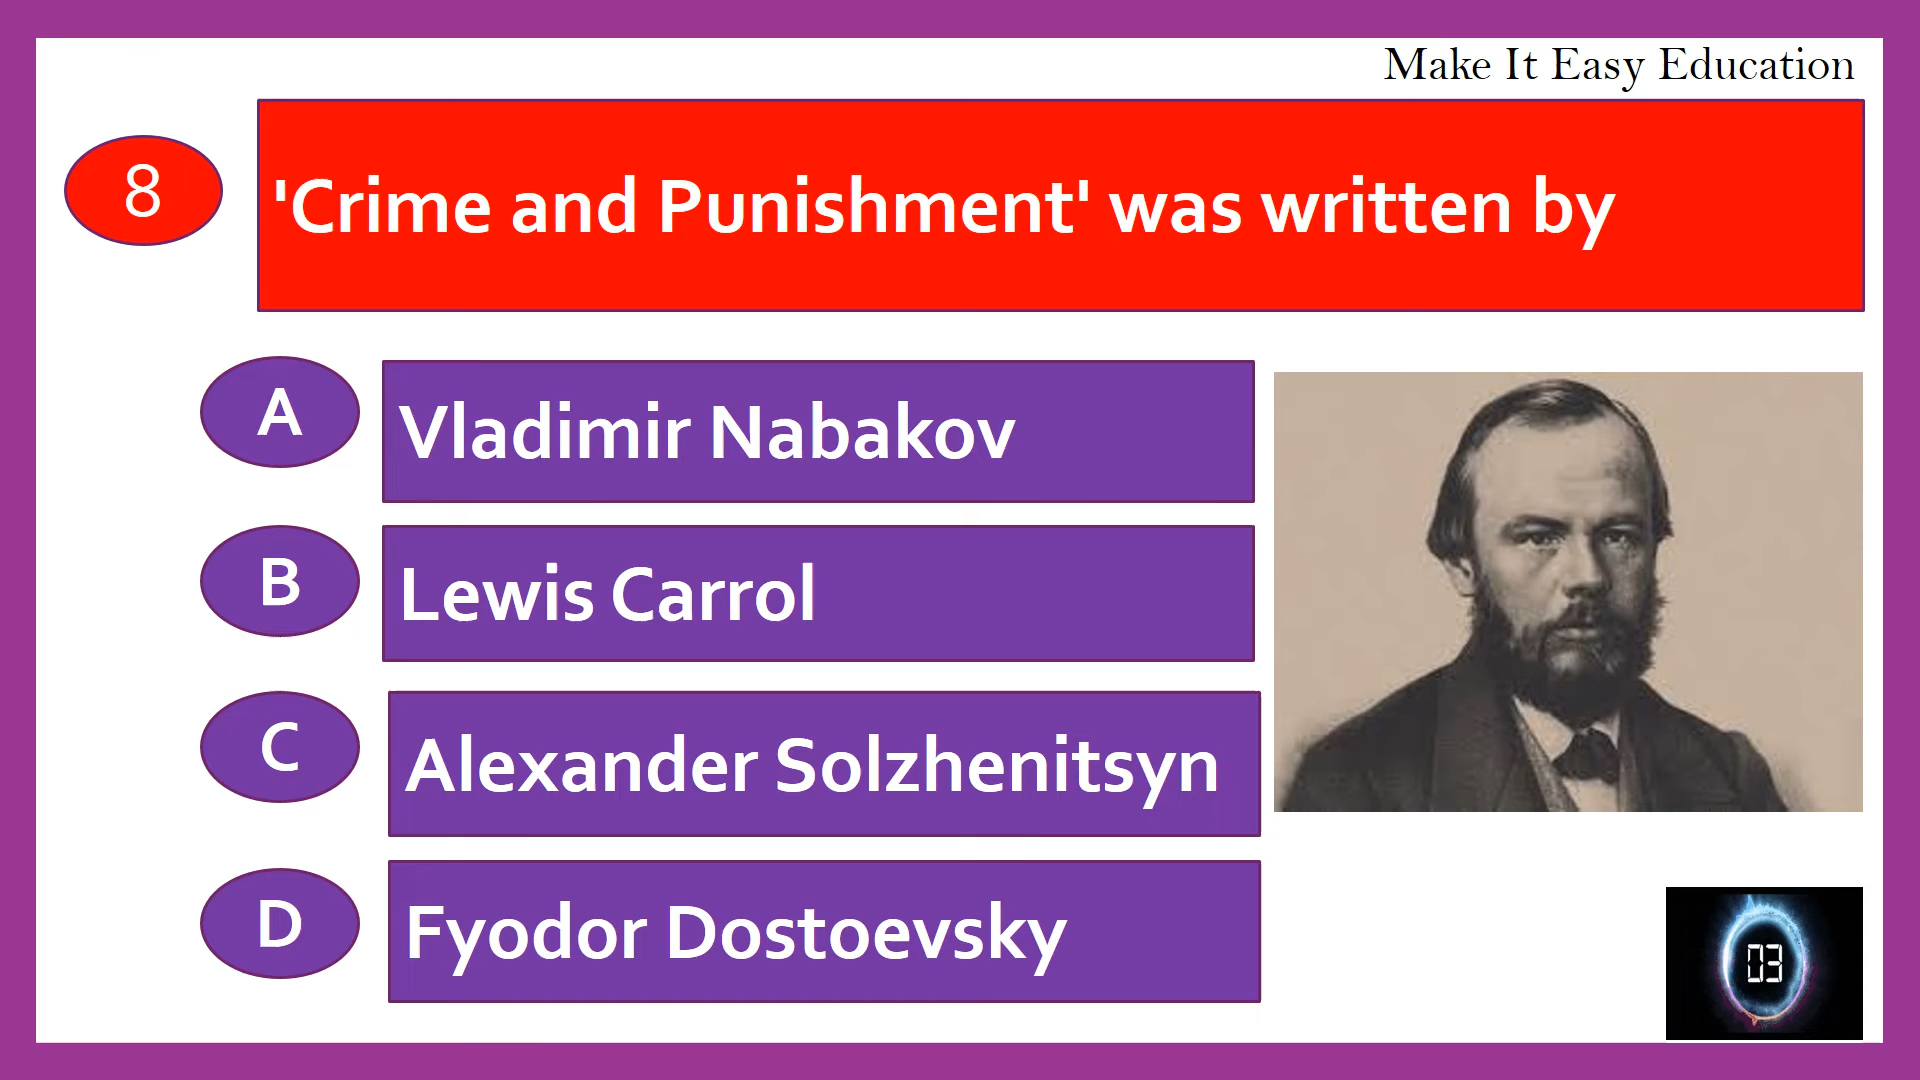 Make It Easy Education
8
'Crime and Punishment' was written by
A
Vladimir Nabakov
B
Lewis Carrol
C
Alexander Solzhenitsyn
D
Fyodor Dostoevsky
03